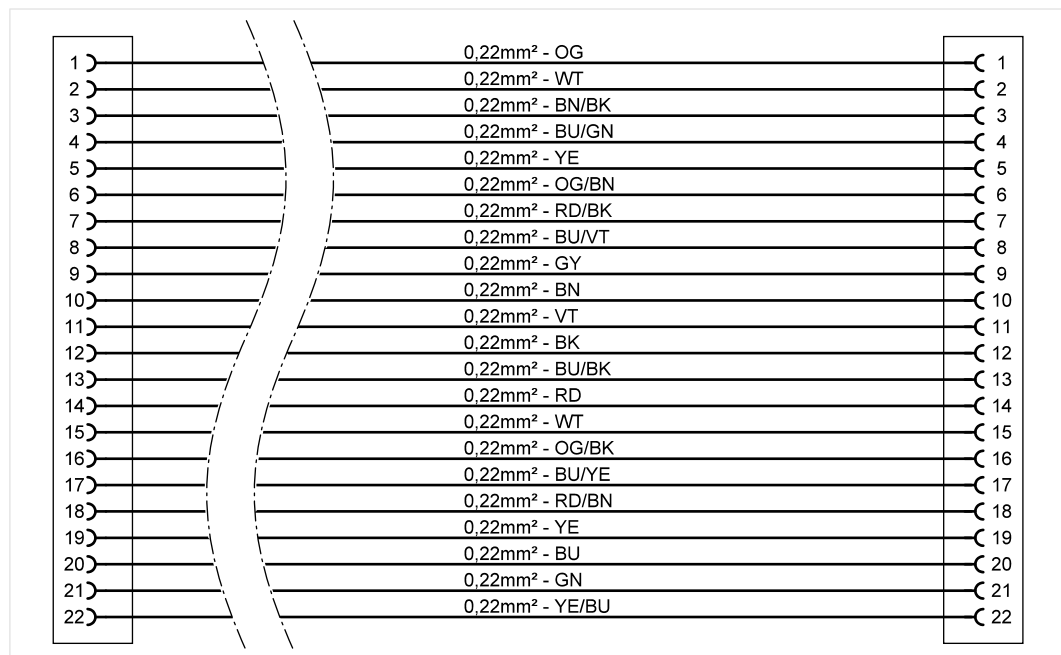 0,22mm² - OG
1 1
0,22mm² - WT
2 2
0,22mm² - BN/BK
3 3
0,22mm² - BU/GN
4 4
0,22mm² - YE
5 5
0,22mm² - OG/BN
6 6
0,22mm² - RD/BK
7 7
0,22mm² - BU/VT
8 8
0,22mm² - GY
9 9
0,22mm² - BN
10 10
0,22mm² - VT
11 11
0,22mm² - BK
12 12
0,22mm² - BU/BK
13 13
0,22mm² - RD
14 14
0,22mm² - WT
15 15
0,22mm² - OG/BK
16 16
0,22mm² - BU/YE
17 17
0,22mm² - RD/BN
18 18
0,22mm² - YE
19 19
0,22mm² - BU
20 20
0,22mm² - GN
21 21
0,22mm² - YE/BU
22 22